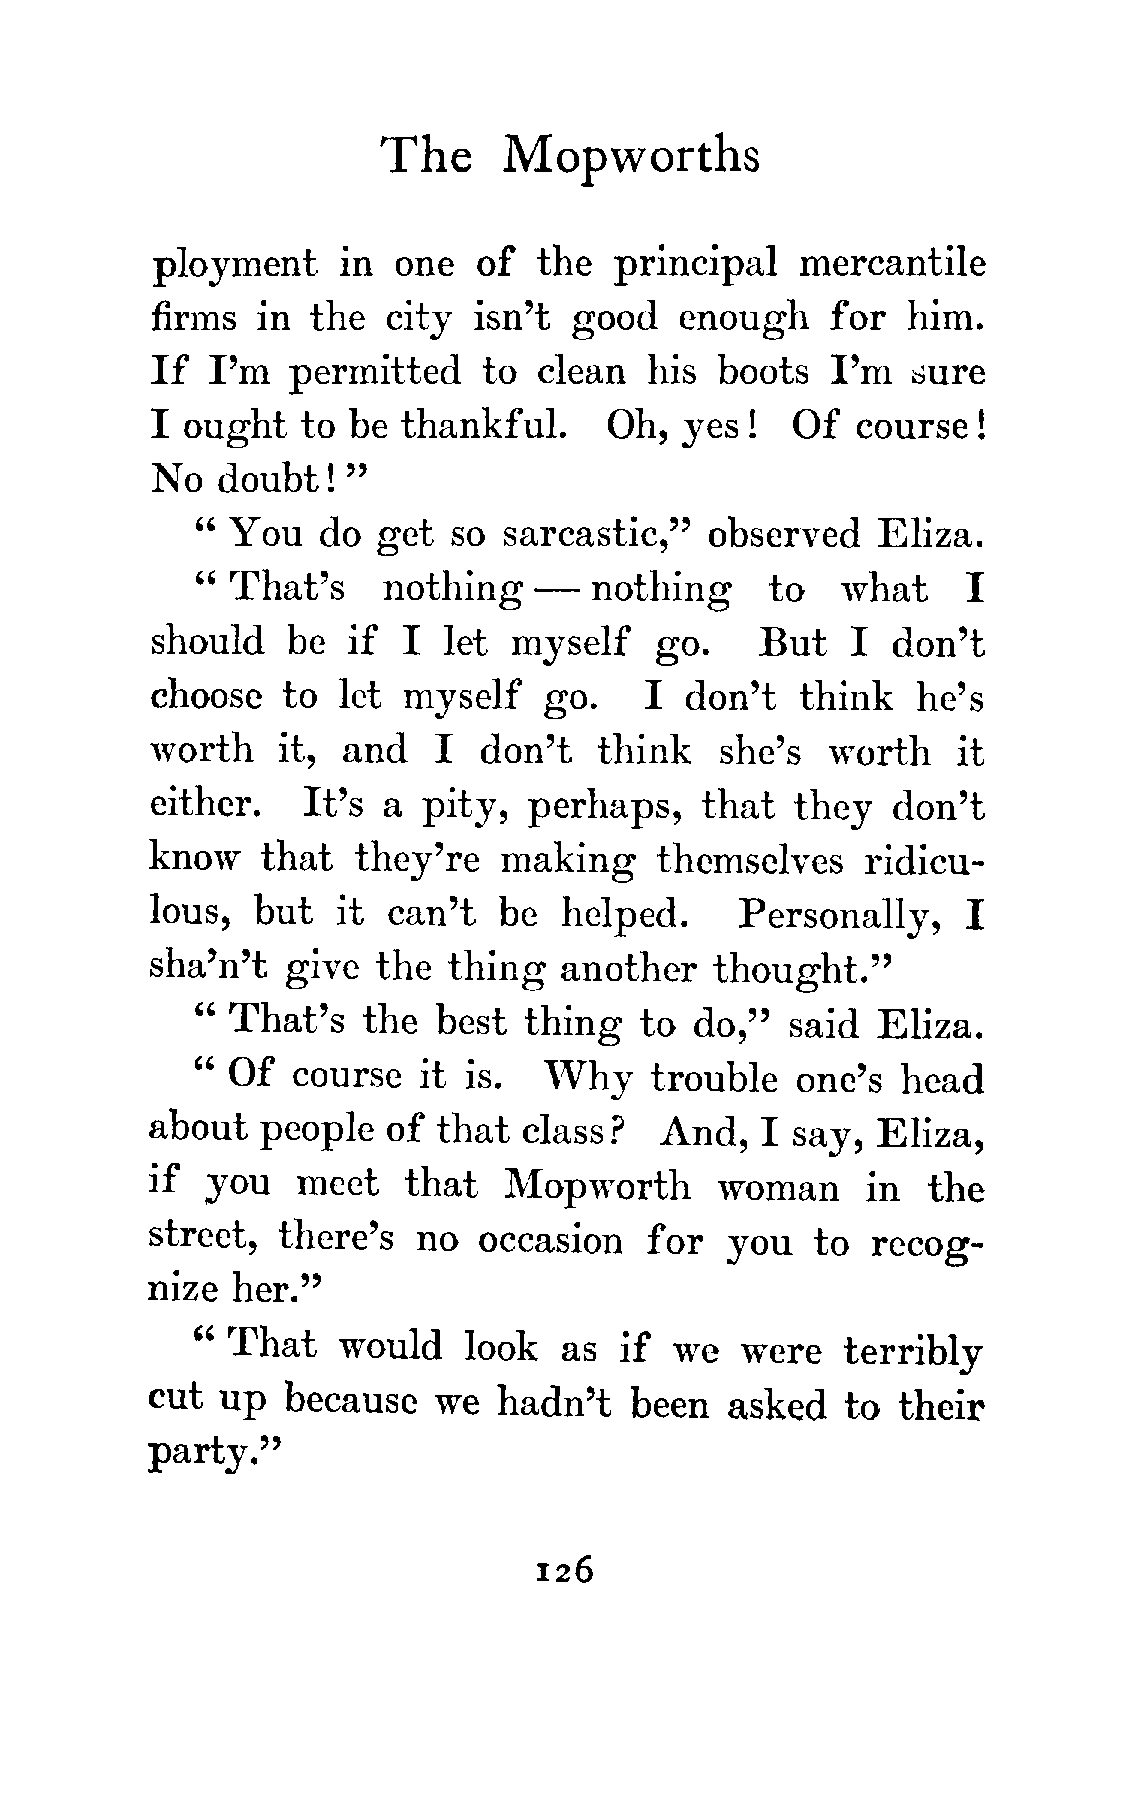 The Mopworths
ployment in one of the principal mercantile
firms in the city isn't good enough for him.
If I'm permitted to clean his boots I'm sure
I ought to be thankful. Oh, yes! Of course!
No doubt!"
"You do get so sarcastic," observed Eliza.
"That's nothing — nothing to what I
should be if I let myself go. But I don't
choose to let myself go. I don't think he's
worth it, and I don't think she's worth it
either. It's a pity, perhaps, that they don't
know that they're making themselves ridicu-
lous, but it can't be helped. Personally, I
sha'n't give the thing another thought."
"That's the best thing to do," said Eliza.
"Of course it is. Why trouble one's head
about people of that class? And, I say, Eliza,
if you meet that Mopworth woman in the
street, there's no occasion for you to recog-
nize her."
"That would look as if we were terribly
cut up because we hadn't been asked to their
party."
126